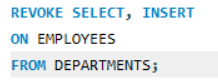 REVOKE SELECT, INSERT
ON EMPLOYEES
FROM DEPARTMENTS;